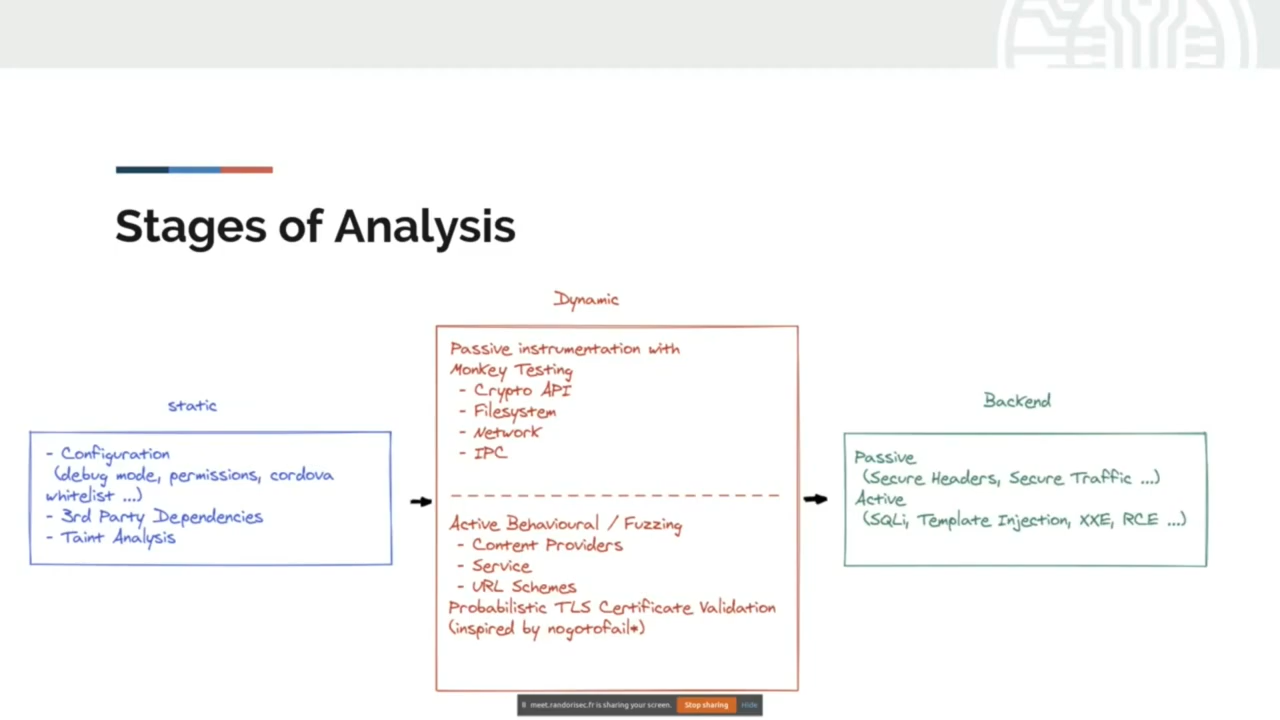 Stages of Analysis
static
- Configuration
(debug mode, permissions, cordova
whitelist ...)
- 3rd Party Dependencies
- Taint Analysis
Dynamic
Passive instrumentation with
Monkey Testing
- Crypto API
- Filesystem
- Network
- IPC
Active Behavioural / Fuzzing
- Content Providers
- Service
- URL Schemes
Probabilistic TLS Certificate Validation
(inspired by nogotofail*)
Backend
Passive
(Secure Headers, Secure Traffic ...)
Active
(SQLi, Template Injection, XXE, RCE ...)
meet.randorisec.fr is sharing your screen. Stop sharing Hide